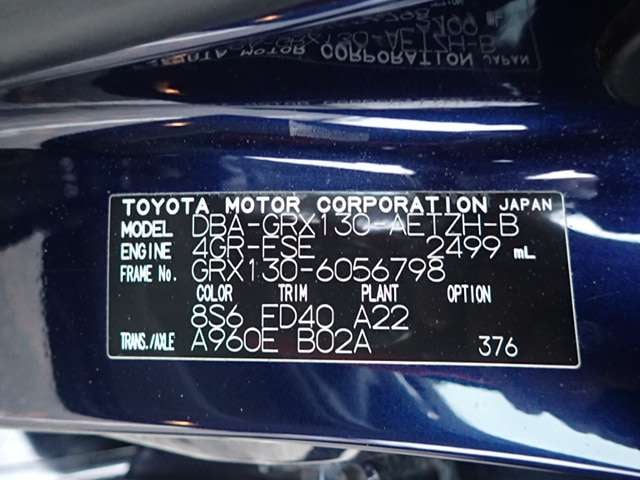 TOYOTA MOTOR CORPORATION JAPAN
MODEL DBA-GRX130-AETZH-B
ENGINE 4GR-FSE 2499 mL
FRAME No. GRX130-6056798
COLOR TRIM PLANT OPTION
8S6 FD40 A22
TRANS./AXLE A960E B02A 376